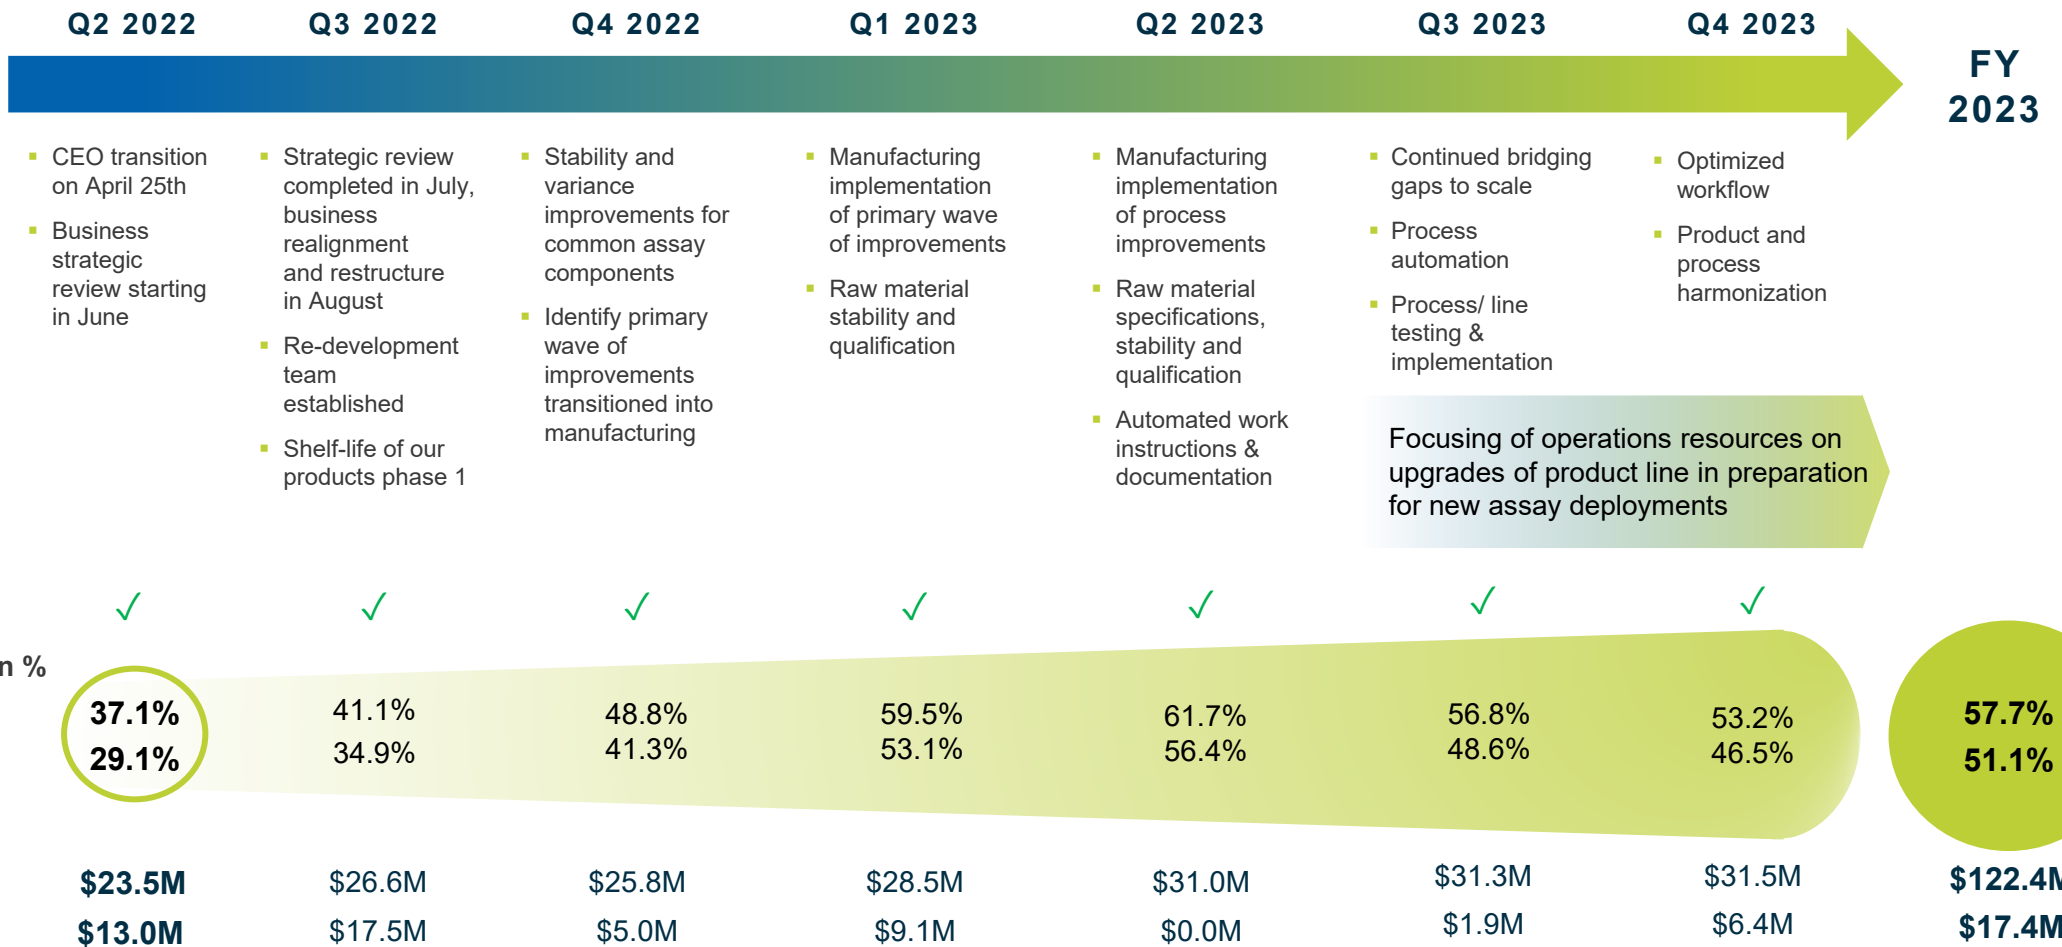 Q2 2022
Q3 2022
Q4 2022
Q1 2023
Q2 2023
Q3 2023
Q4 2023
FY
2023
CEO transition
on April 25th
Business
strategic
review starting
in June
Strategic review
completed in July,
business
realignment
and restructure
in August
Re-development
team
established
Shelf-life of our
products phase 1
Stability and
variance
improvements for
common assay
components
Identify primary
wave of
improvements
transitioned into
manufacturing
Manufacturing
implementation
of primary wave
of improvements
Raw material
stability and
qualification
Manufacturing
implementation
of process
improvements
Raw material
specifications,
stability and
qualification
Automated work
instructions &
documentation
Continued bridging
gaps to scale
Process
automation
Process/ line
testing &
implementation
Optimized
workflow
Product and
process
harmonization
Focusing of operations resources on
upgrades of product line in preparation
for new assay deployments
n %
37.1% 41.1% 48.8% 59.5% 61.7% 56.8% 53.2% 57.7%
29.1% 34.9% 41.3% 53.1% 56.4% 48.6% 46.5% 51.1%
$23.5M $26.6M $25.8M $28.5M $31.0M $31.3M $31.5M $122.4M
$13.0M $17.5M $5.0M $9.1M $0.0M $1.9M $6.4M $17.4M